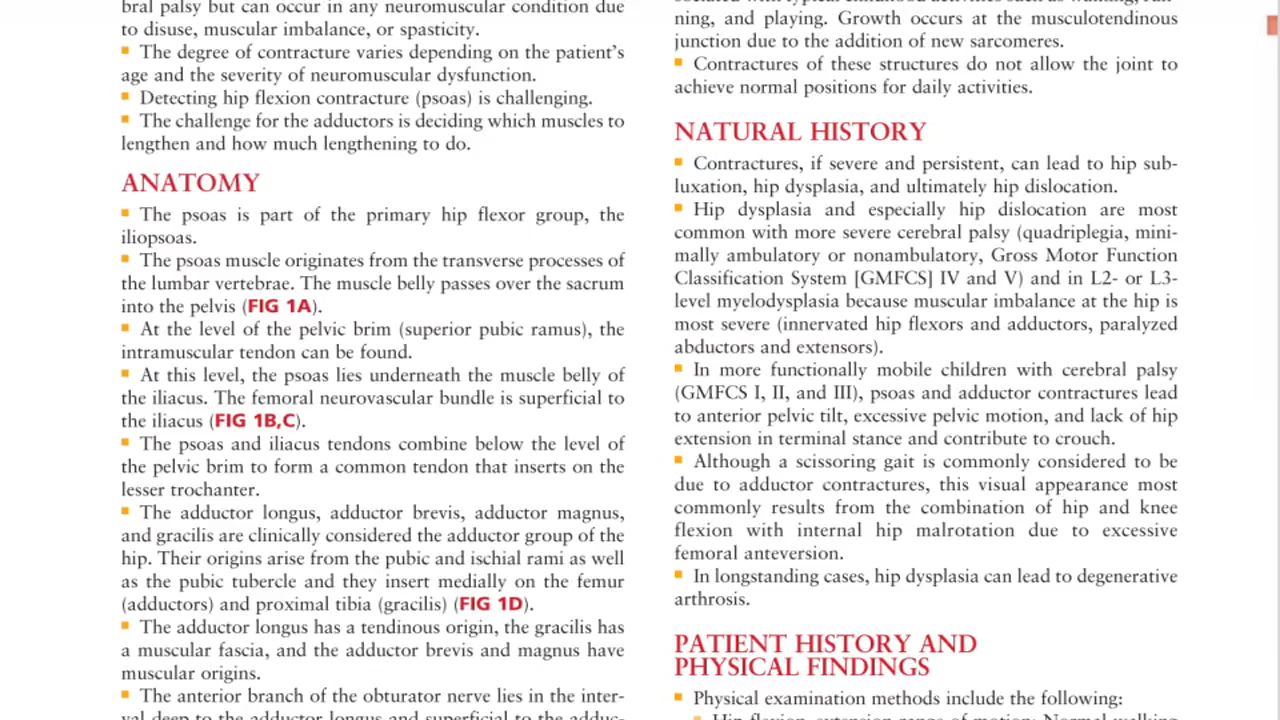 bral palsy but can occur in any neuromuscular condition due
to disuse, muscular imbalance, or spasticity.
■ The degree of contracture varies depending on the patient's
age and the severity of neuromuscular dysfunction.
■ Detecting hip flexion contracture (psoas) is challenging.
■ The challenge for the adductors is deciding which muscles to
lengthen and how much lengthening to do.
ANATOMY
■ The psoas is part of the primary hip flexor group, the
iliopsoas.
■ The psoas muscle originates from the transverse processes of
the lumbar vertebrae. The muscle belly passes over the sacrum
into the pelvis (FIG 1A).
■ At the level of the pelvic brim (superior pubic ramus), the
intramuscular tendon can be found.
■ At this level, the psoas lies underneath the muscle belly of
the iliacus. The femoral neurovascular bundle is superficial to
the iliacus (FIG 1B,C).
■ The psoas and iliacus tendons combine below the level of
the pelvic brim to form a common tendon that inserts on the
lesser trochanter.
■ The adductor longus, adductor brevis, adductor magnus,
and gracilis are clinically considered the adductor group of the
hip. Their origins arise from the pubic and ischial rami as well
as the pubic tubercle and they insert medially on the femur
(adductors) and proximal tibia (gracilis) (FIG 1D).
■ The adductor longus has a tendinous origin, the gracilis has
a muscular fascia, and the adductor brevis and magnus have
muscular origins.
■ The anterior branch of the obturator nerve lies in the inter-
val deep to the adductor longus and superficial to the adduc-
ning, and playing. Growth occurs at the musculotendinous
junction due to the addition of new sarcomeres.
■ Contractures of these structures do not allow the joint to
achieve normal positions for daily activities.
NATURAL HISTORY
■ Contractures, if severe and persistent, can lead to hip sub-
luxation, hip dysplasia, and ultimately hip dislocation.
■ Hip dysplasia and especially hip dislocation are most
common with more severe cerebral palsy (quadriplegia, mini-
mally ambulatory or nonambulatory, Gross Motor Function
Classification System [GMFCS] IV and V) and in L2- or L3-
level myelodysplasia because muscular imbalance at the hip is
most severe (innervated hip flexors and adductors, paralyzed
abductors and extensors).
■ In more functionally mobile children with cerebral palsy
(GMFCS I, II, and III), psoas and adductor contractures lead
to anterior pelvic tilt, excessive pelvic motion, and lack of hip
extension in terminal stance and contribute to crouch.
■ Although a scissoring gait is commonly considered to be
due to adductor contractures, this visual appearance most
commonly results from the combination of hip and knee
flexion with internal hip malrotation due to excessive
femoral anteversion.
■ In longstanding cases, hip dysplasia can lead to degenerative
arthrosis.
PATIENT HISTORY AND
PHYSICAL FINDINGS
■ Physical examination methods include the following:
■ Hip flexion, extension range of motion: Normal walking